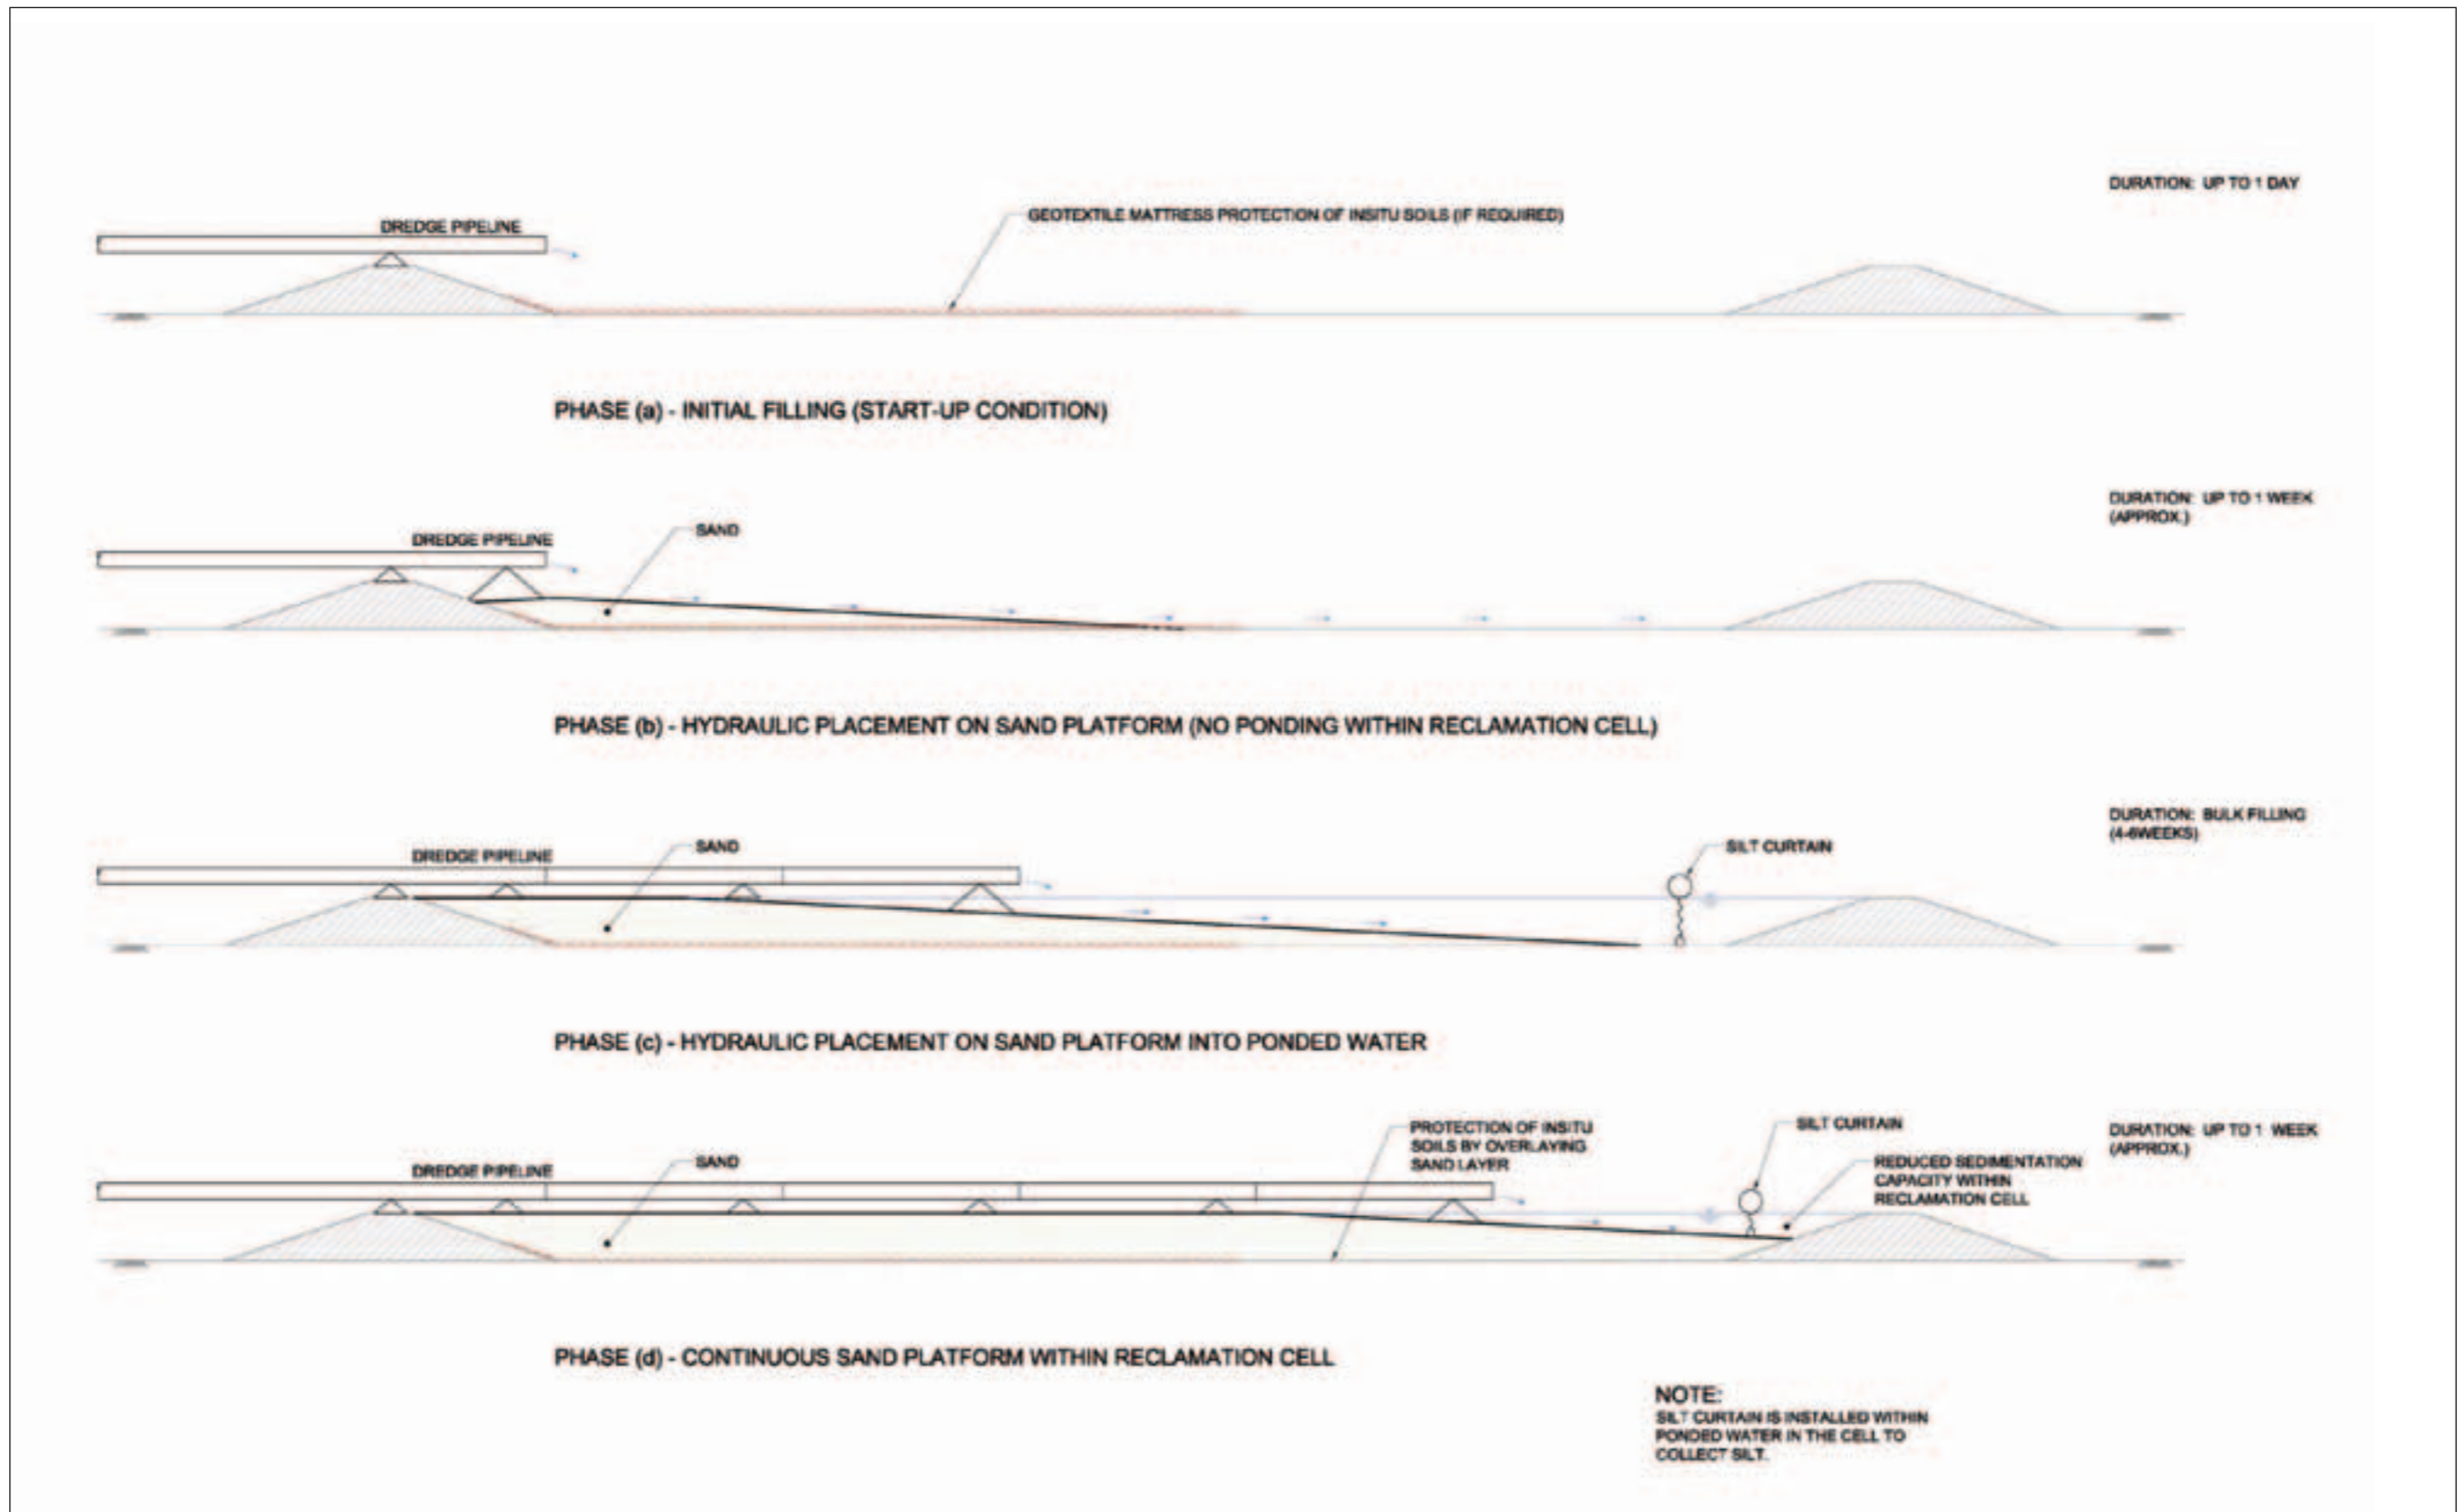 DURATION: UP TO 1 DAY
GEOTEXTILE MATTRESS PROTECTION OF INSITU SOILS (IF REQUIRED)
DREDGE PIPELINE
PHASE (a) - INITIAL FILLING (START-UP CONDITION)
DURATION: UP TO 1 WEEK
(APPROX.)
SAND
DREDGE PIPELINE
PHASE (b) - HYDRAULIC PLACEMENT ON SAND PLATFORM (NO PONDING WITHIN RECLAMATION CELL)
DURATION: BULK FILLING
(4-6WEEKS)
SAND
SILT CURTAIN
DREDGE PIPELINE
PHASE (c) - HYDRAULIC PLACEMENT ON SAND PLATFORM INTO PONDED WATER
PROTECTION OF INSITU
SOILS BY OVERLAYING
SAND LAYER
SILT CURTAIN
DURATION: UP TO 1 WEEK
(APPROX.)
SAND
DREDGE PIPELINE
REDUCED SEDIMENTATION
CAPACITY WITHIN
RECLAMATION CELL
PHASE (d) - CONTINUOUS SAND PLATFORM WITHIN RECLAMATION CELL
NOTE:
SILT CURTAIN IS INSTALLED WITHIN
PONDED WATER IN THE CELL TO
COLLECT SILT.